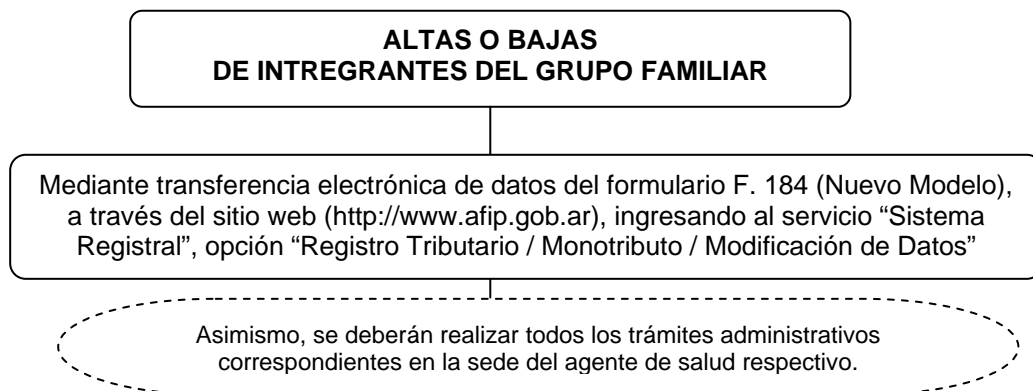 ALTAS O BAJAS
DE INTREGRANTES DEL GRUPO FAMILIAR
Mediante transferencia electrónica de datos del formulario F. 184 (Nuevo Modelo),
a través del sitio web (http://www.afip.gob.ar), ingresando al servicio “Sistema
Registral”, opción “Registro Tributario / Monotributo / Modificación de Datos”
Asimismo, se deberán realizar todos los trámites administrativos
correspondientes en la sede del agente de salud respectivo.